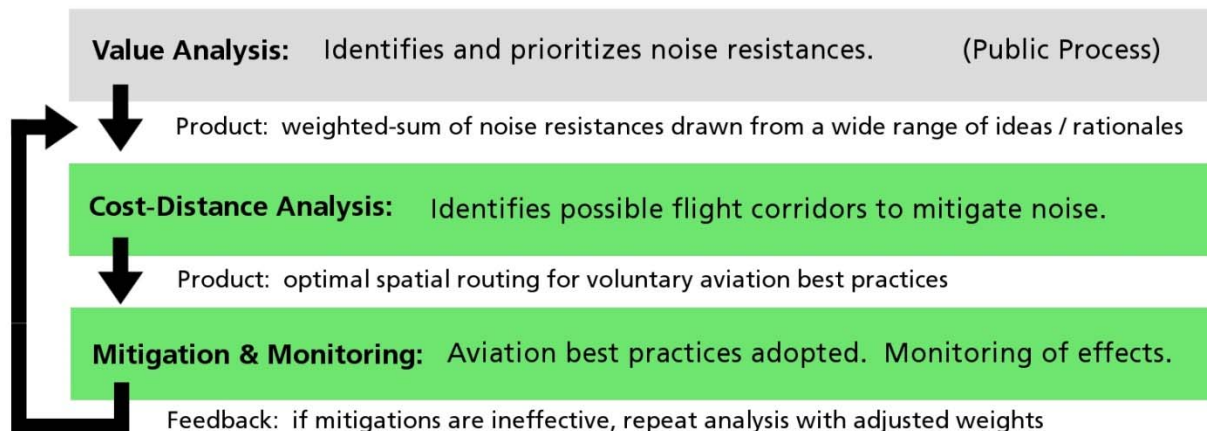 Value Analysis: Identifies and prioritizes noise resistances. (Public Process)
Product: weighted-sum of noise resistances drawn from a wide range of ideas / rationales
Cost-Distance Analysis: Identifies possible flight corridors to mitigate noise.
Product: optimal spatial routing for voluntary aviation best practices
Mitigation & Monitoring: Aviation best practices adopted. Monitoring of effects.
Feedback: if mitigations are ineffective, repeat analysis with adjusted weights